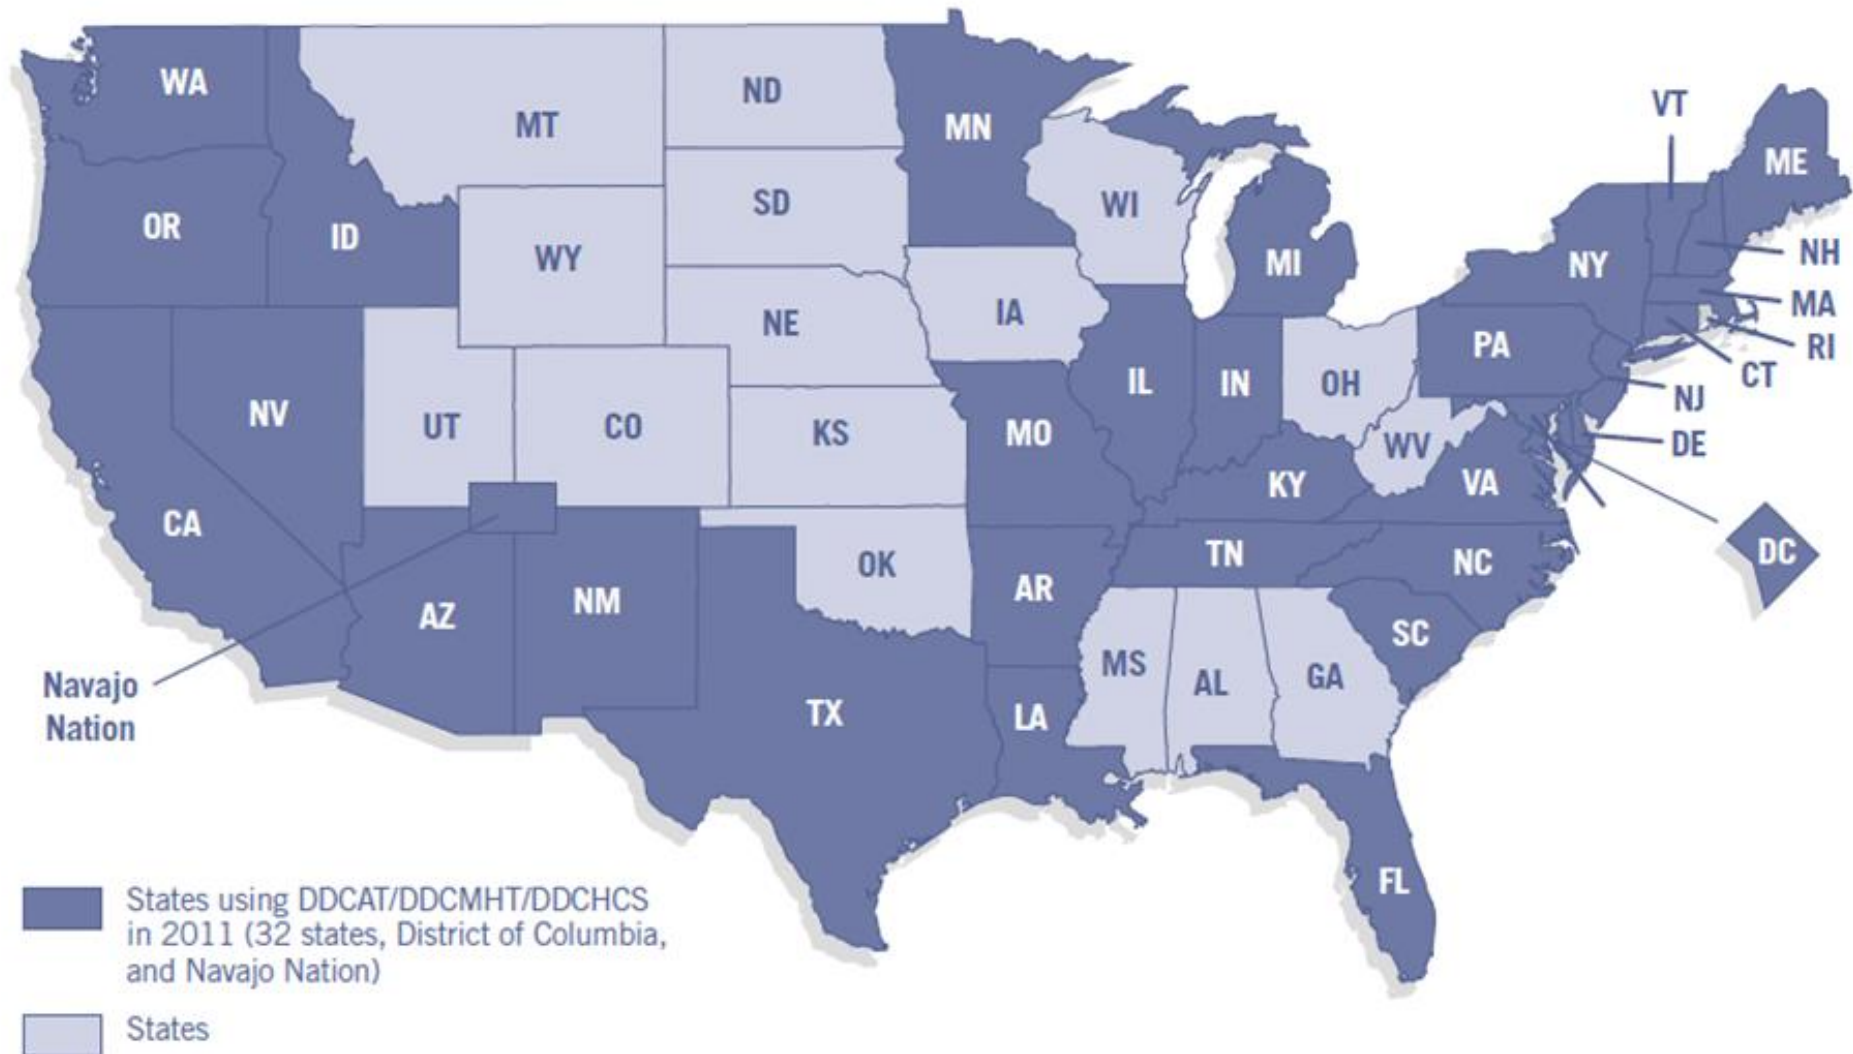 WA
MT
ND
MN
VT
ME
OR
ID
WY
SD
WI
MI
NY
NH
MA
RI
CT
NV
UT
CO
NE
KS
IA
MO
IL
IN
OH
PA
NJ
DE
WV
VA
KY
CA
AZ
NM
OK
AR
TN
NC
DC
SC
MS
AL
GA
TX
LA
FL
Navajo
Nation
States using DDCAT/DDCMHT/DDCHCS
in 2011 (32 states, District of Columbia,
and Navajo Nation)
States